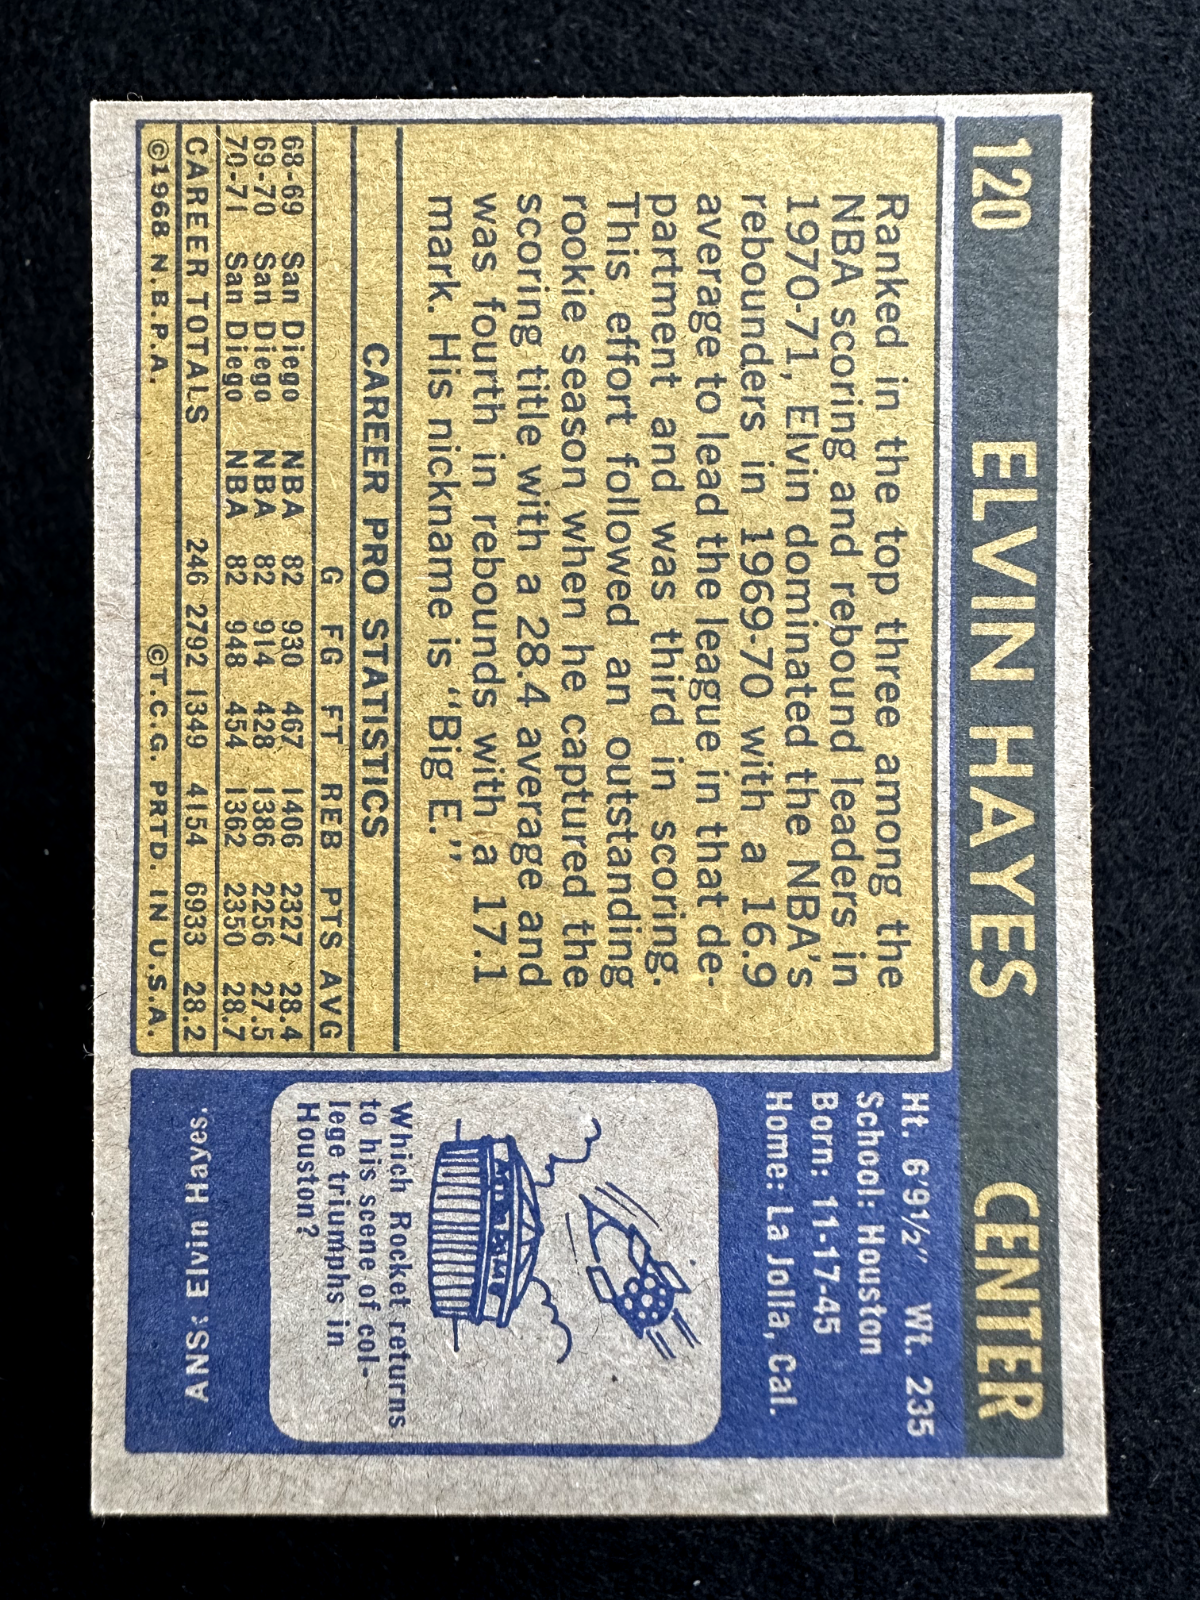 120 ELVIN HAYES CENTER
Ranked in the top three among the
NBA scoring and rebound leaders in
1970-71, Elvin dominated the NBA's
rebounders in 1969-70 with a 16.9
average to lead the league in that de-
partment and was third in scoring.
This effort followed an outstanding
rookie season when he captured the
scoring title with a 28.4 average and
was fourth in rebounds with a 17.1
mark. His nickname is "Big E."
CAREER PRO STATISTICS
G FG FT REB PTS AVG
68-69 San Diego NBA 82 930 467 1406 2327 28.4
69-70 San Diego NBA 82 914 428 1386 2256 27.5
70-71 San Diego NBA 82 948 454 1362 2350 28.7
CAREER TOTALS 246 2792 1349 4154 6933 28.2
©1968 N.B.P.A. ©T.C.G. PRTD. IN U.S.A.
Ht. 6'9½" Wt. 235
School: Houston
Born: 11-17-45
Home: La Jolla, Cal.
Which Rocket returns
to his scene of col-
lege triumphs in
Houston?
ANS: Elvin Hayes.